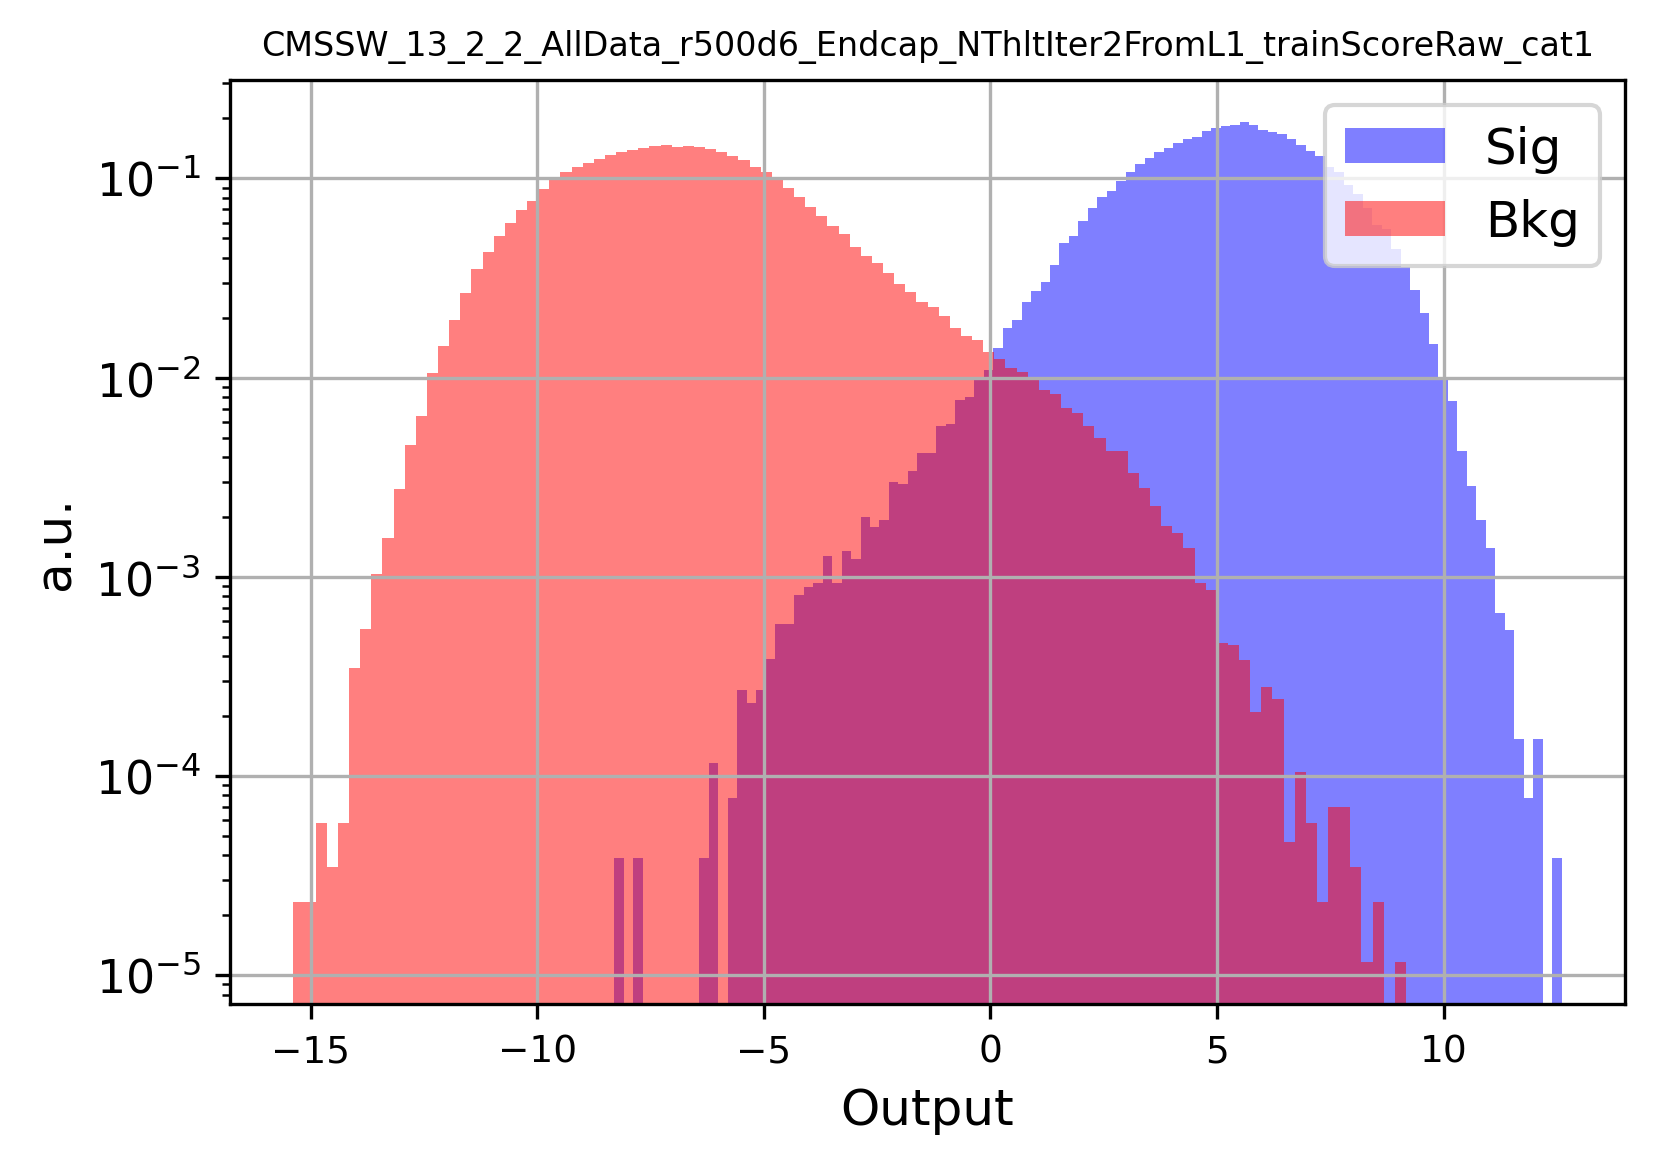 CMSSW_13_2_2_AllData_r500d6_Endcap_NThltIter2FromL1_trainScoreRaw_cat1
Sig
Bkg
10⁻¹
10⁻²
10⁻³
10⁻⁴
10⁻⁵
a.u.
−15 −10 −5 0 5 10
Output